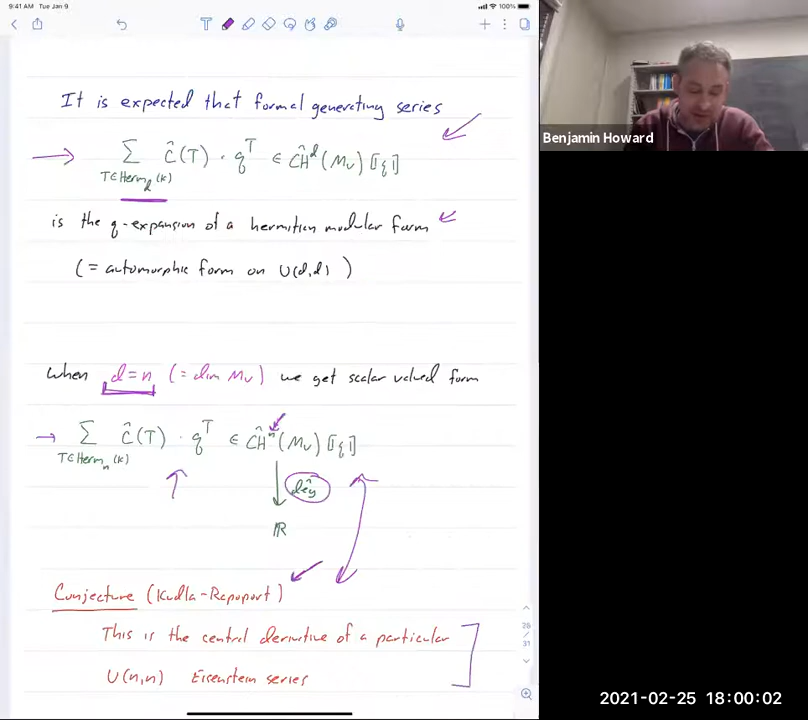 9:41 AM Tue Jan 9
100%
It is expected that formal generating series
→ ∑ Ĉ(T) · q^T ∈ ĈH^d(M_V)[[q]]
T∈Herm_d(k)
is the q-expansion of a hermitian modular form
(= automorphic form on U(d,d) )
When d=n (= dim M_V) we get scalar valued form
→ ∑ Ĉ(T) · q^T ∈ ĈH^n(M_V)[[q]]
T∈Herm_n(k)
↓ dêg
ℝ
Conjecture (Kudla-Rapoport)
This is the central derivative of a particular
U(n,n) Eisenstein series
28
/
31
Benjamin Howard
2021-02-25 18:00:02